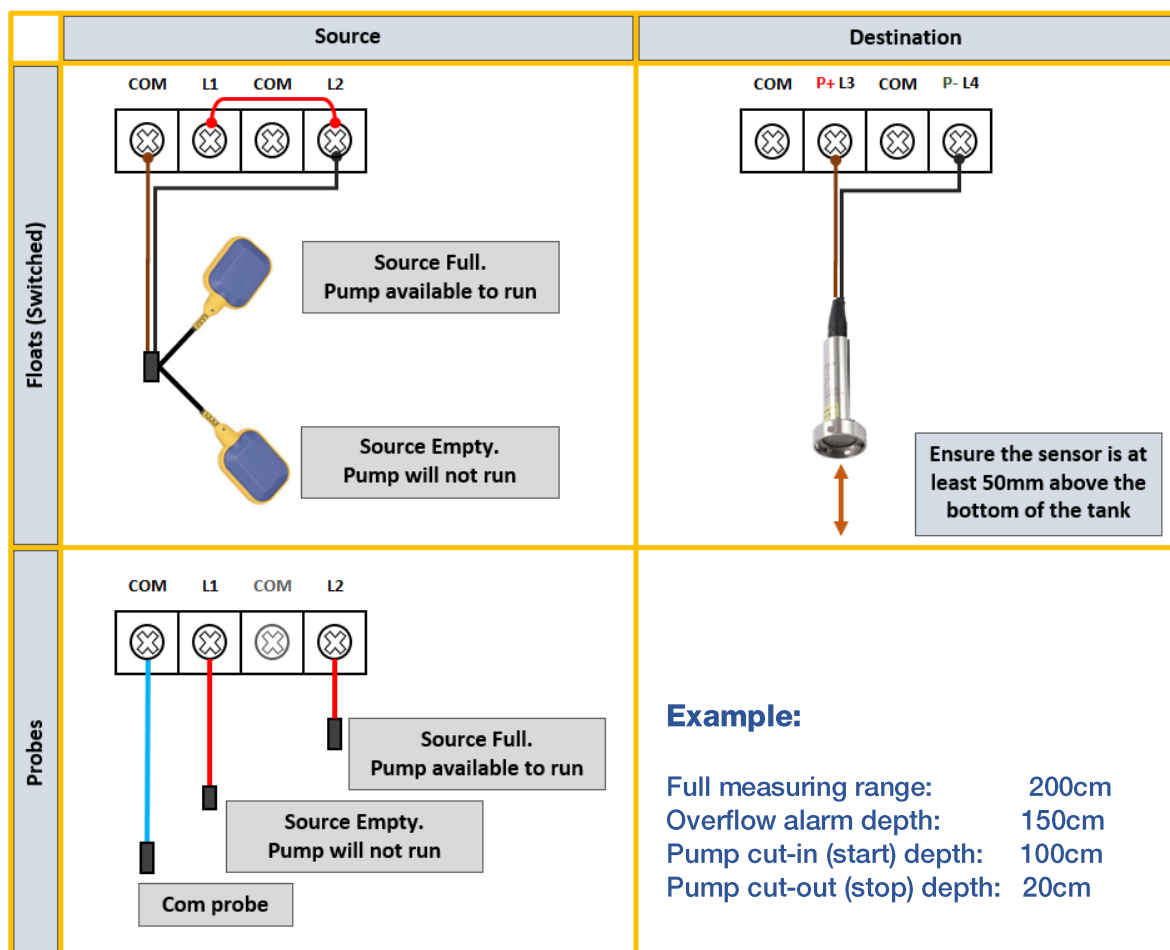 Source
Destination
Floats (Switched)
COM L1 COM L2
Source Full.
Pump available to run
Source Empty.
Pump will not run
COM P+ L3 COM P- L4
Ensure the sensor is at
least 50mm above the
bottom of the tank
Probes
COM L1 COM L2
Source Full.
Pump available to run
Source Empty.
Pump will not run
Com probe
Example:
Full measuring range: 200cm
Overflow alarm depth: 150cm
Pump cut-in (start) depth: 100cm
Pump cut-out (stop) depth: 20cm